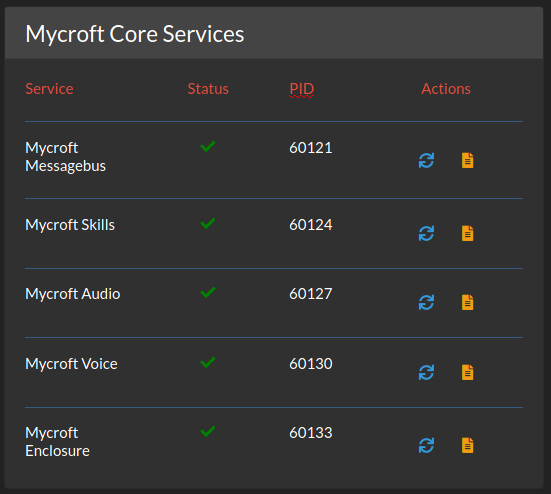 Mycroft Core Services
Service Status PID Actions
Mycroft Messagebus 60121
Mycroft Skills 60124
Mycroft Audio 60127
Mycroft Voice 60130
Mycroft Enclosure 60133